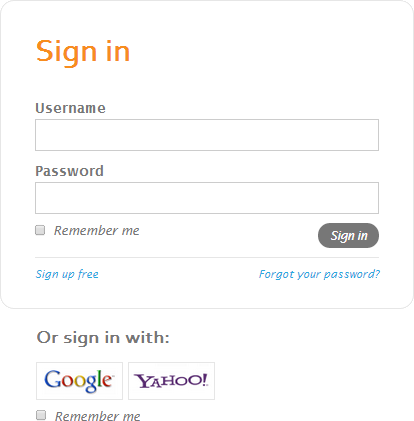 Sign in
Username
Password
Remember me
Sign in
Sign up free
Forgot your password?
Or sign in with:
Google™
YAHOO!
Remember me